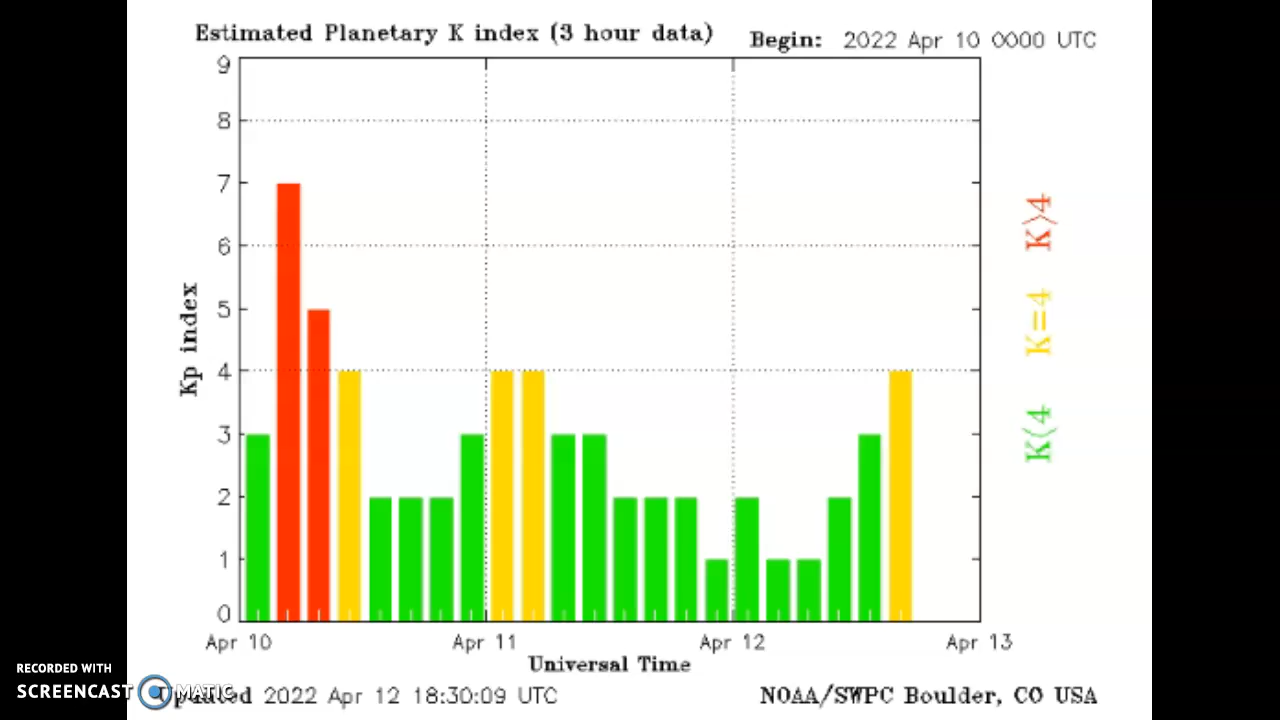 Estimated Planetary K index (3 hour data)
Begin: 2022 Apr 10 0000 UTC
9
8
7
6
5
4
3
2
1
0
Kp index
K>4
K=4
K<4
Apr 10
Apr 11
Apr 12
Apr 13
Universal Time
Updated 2022 Apr 12 18:30:09 UTC
NOAA/SWPC Boulder, CO USA
RECORDED WITH
SCREENCAST MATIC